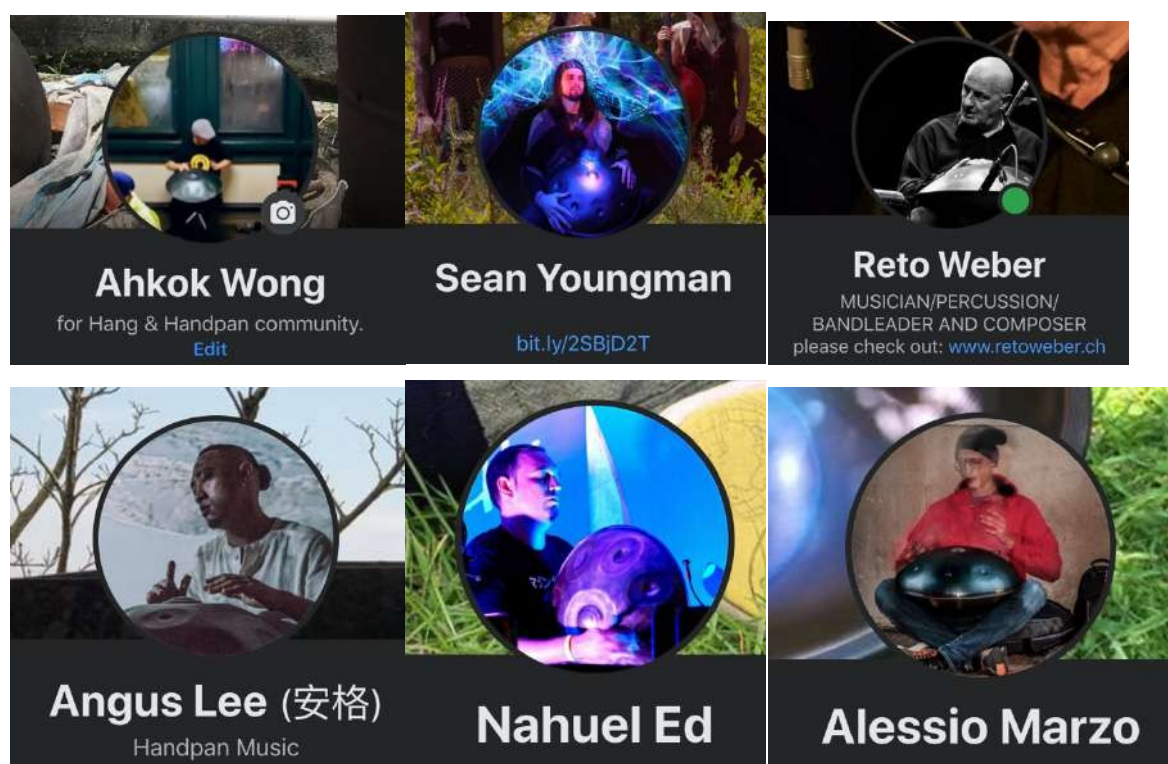 Ahkok Wong
for Hang & Handpan community.
Edit
Sean Youngman
bit.ly/2SBjD2T
Reto Weber
MUSICIAN/PERCUSSION/
BANDLEADER AND COMPOSER
please check out: www.retoweber.ch
Angus Lee (安格)
Handpan Music
Nahuel Ed
Alessio Marzo